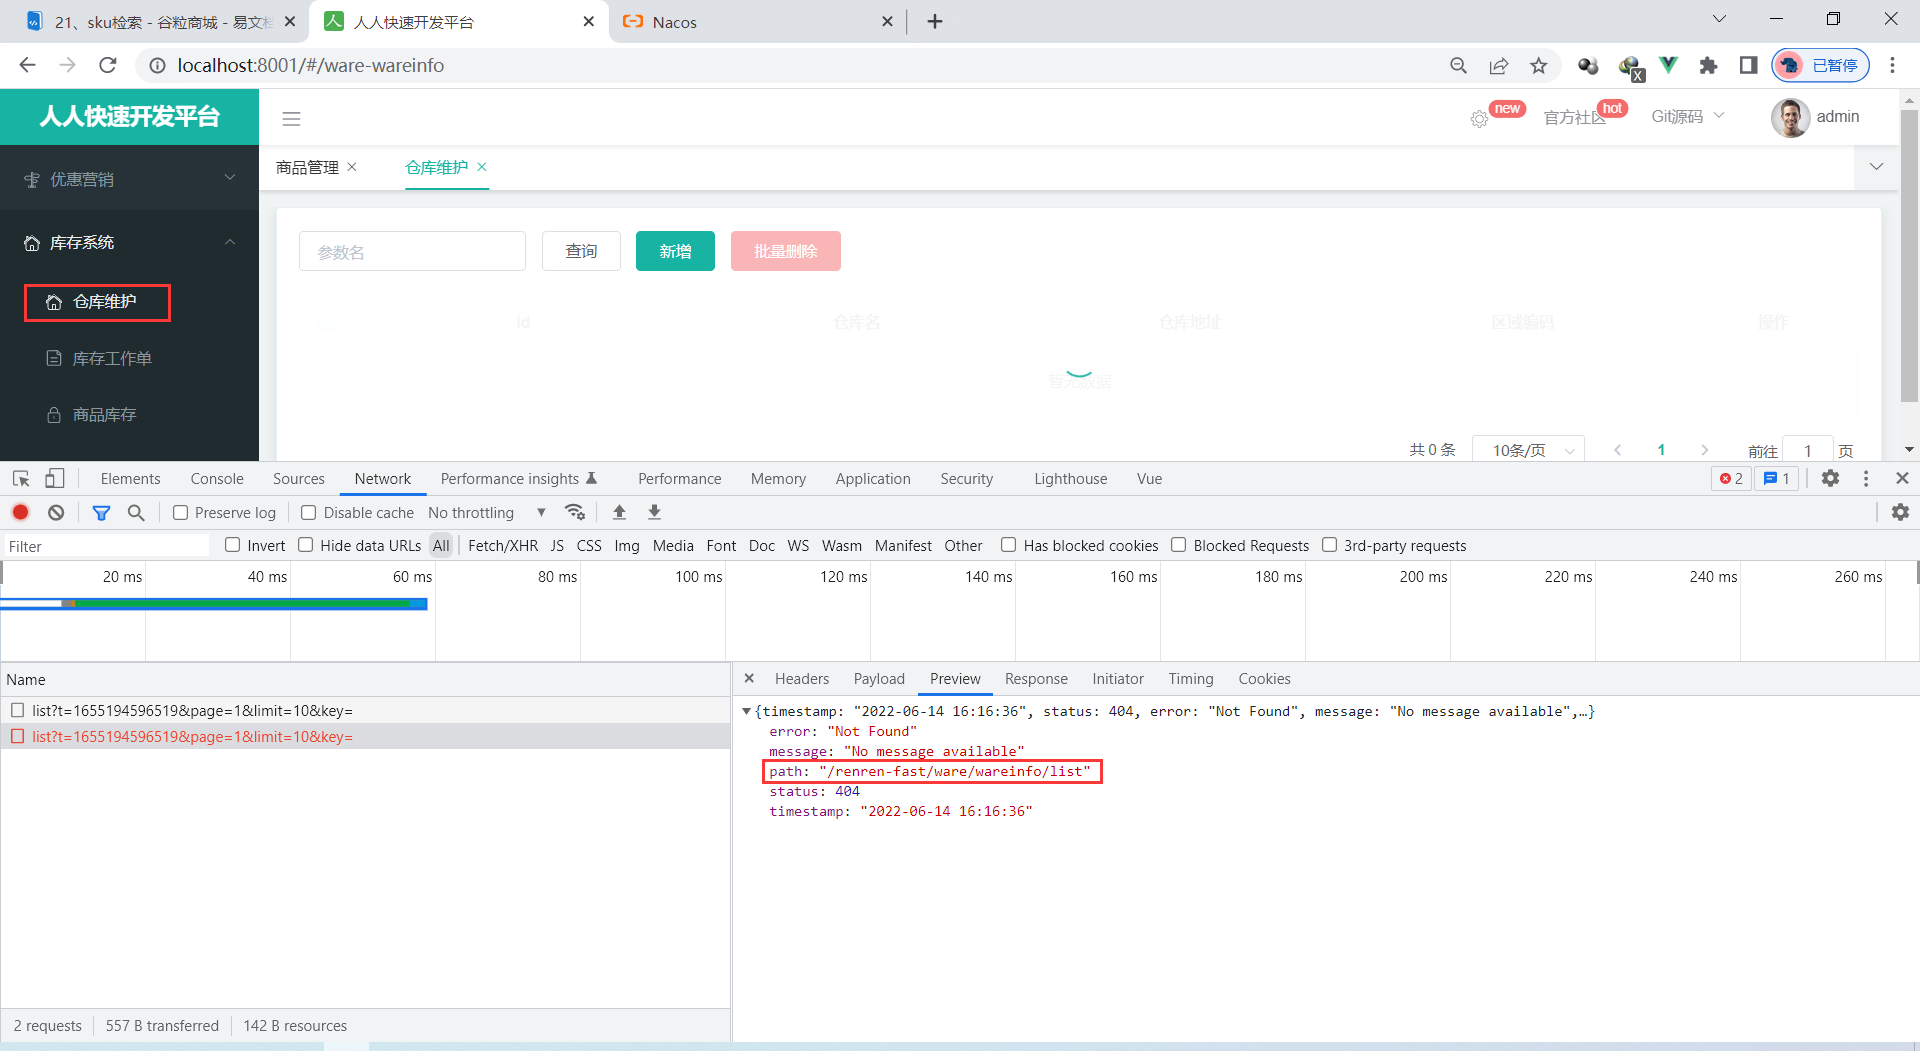 21、sku检索 - 谷粒商城 - 易文档
人人快速开发平台
Nacos
localhost:8001/#/ware-wareinfo
X
已暂停
人人快速开发平台
new
官方社区
hot
Git源码
admin
优惠营销
库存系统
仓库维护
库存工作单
商品库存
商品管理
仓库维护
参数名
查询
新增
批量删除
id
仓库名
仓库地址
区域编码
操作
暂无数据
共 0 条
10条/页
1
前往
1
页
Elements
Console
Sources
Network
Performance insights
Performance
Memory
Application
Security
Lighthouse
Vue
2
1
Preserve log
Disable cache
No throttling
Filter
Invert
Hide data URLs
All
Fetch/XHR
JS
CSS
Img
Media
Font
Doc
WS
Wasm
Manifest
Other
Has blocked cookies
Blocked Requests
3rd-party requests
20 ms
40 ms
60 ms
80 ms
100 ms
120 ms
140 ms
160 ms
180 ms
200 ms
220 ms
240 ms
260 ms
Name
list?t=1655194596519&page=1&limit=10&key=
list?t=1655194596519&page=1&limit=10&key=
Headers
Payload
Preview
Response
Initiator
Timing
Cookies
{timestamp: "2022-06-14 16:16:36", status: 404, error: "Not Found", message: "No message available",…}
error: "Not Found"
message: "No message available"
path: "/renren-fast/ware/wareinfo/list"
status: 404
timestamp: "2022-06-14 16:16:36"
2 requests
557 B transferred
142 B resources